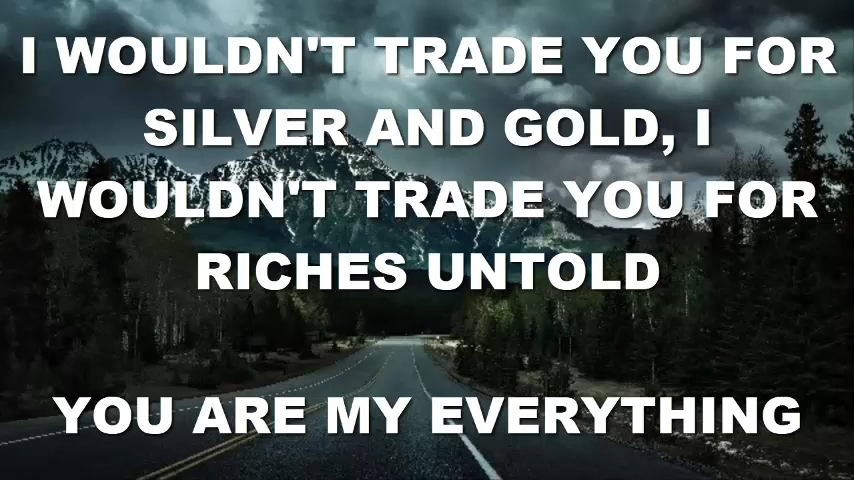 I WOULDN'T TRADE YOU FOR
SILVER AND GOLD, I
WOULDN'T TRADE YOU FOR
RICHES UNTOLD
YOU ARE MY EVERYTHING